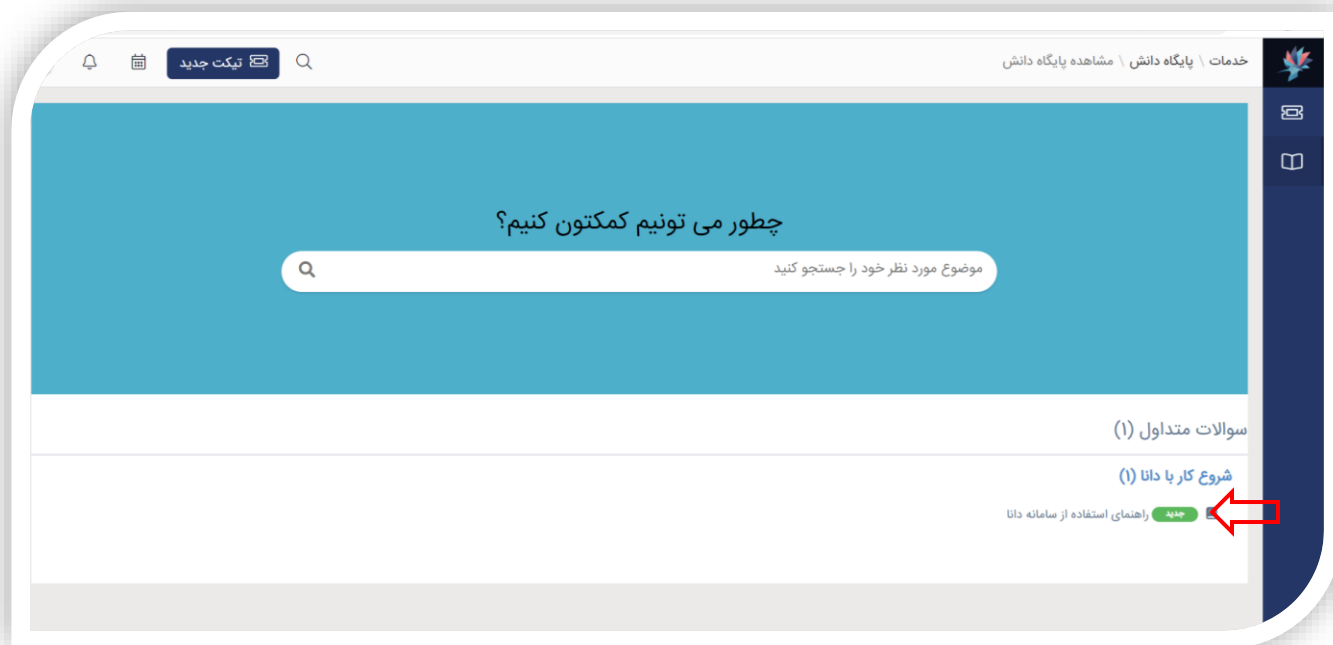 خدمات \ پایگاه دانش \ مشاهده پایگاه دانش
تیکت جدید
چطور می تونیم کمکتون کنیم؟
موضوع مورد نظر خود را جستجو کنید
سوالات متداول (۱)
شروع کار با دانا (۱)
جدید راهنمای استفاده از سامانه دانا